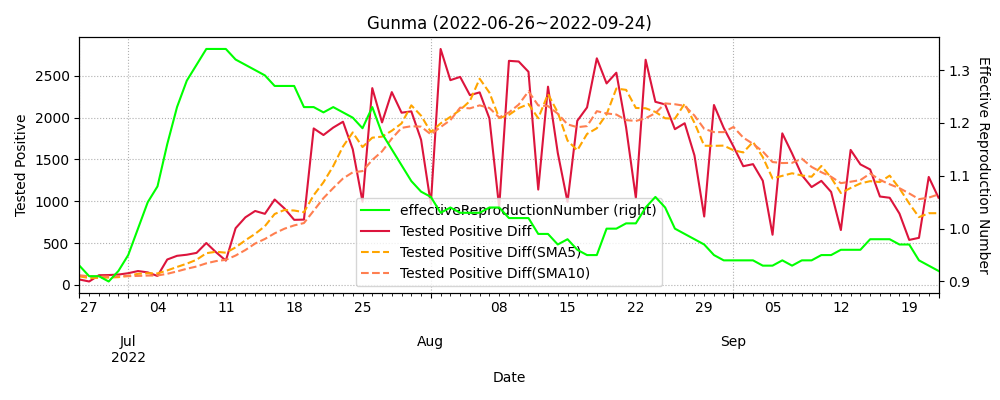 Gunma (2022-06-26~2022-09-24)
Tested Positive
Effective Reproduction Number
2500
2000
1500
1000
500
0
1.3
1.2
1.1
1.0
0.9
effectiveReproductionNumber (right)
Tested Positive Diff
Tested Positive Diff(SMA5)
Tested Positive Diff(SMA10)
27 04 11 18 25 08 15 22 29 05 12 19
Jul Aug Sep
2022
Date